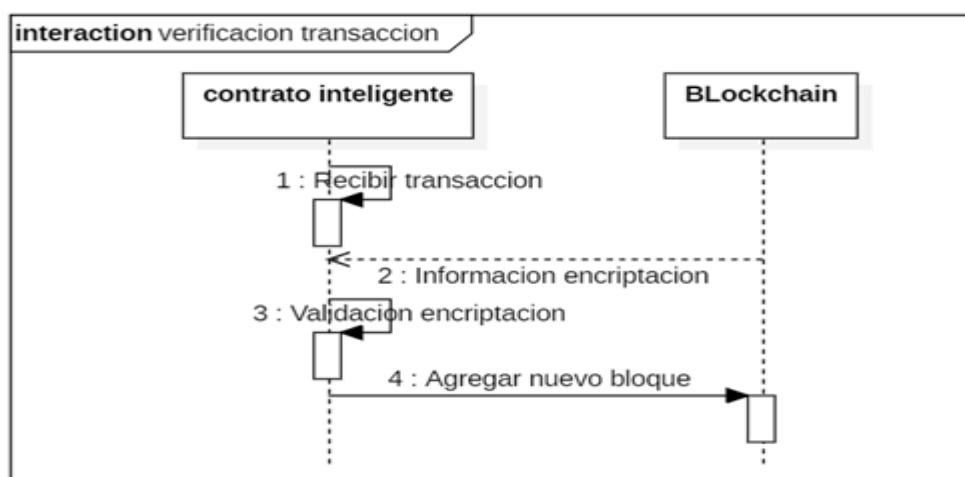 interaction verificacion transaccion
contrato inteligente
BLockchain
1 : Recibir transaccion
2 : Informacion encriptacion
3 : Validacion encriptacion
4 : Agregar nuevo bloque